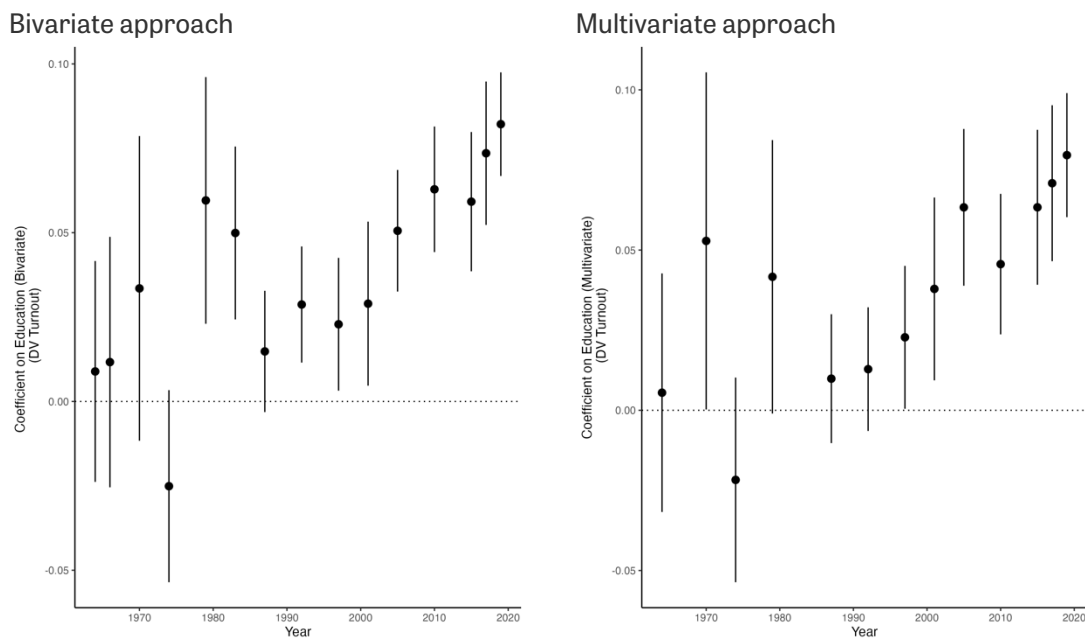 Bivariate approach
0.10
0.05
0.00
-0.05
Coefficient on Education (Bivariate)
(DV Turnout)
1970
1980
1990
2000
2010
2020
Year
Multivariate approach
0.10
0.05
0.00
-0.05
Coefficient on Education (Multivariate)
(DV Turnout)
1970
1980
1990
2000
2010
2020
Year